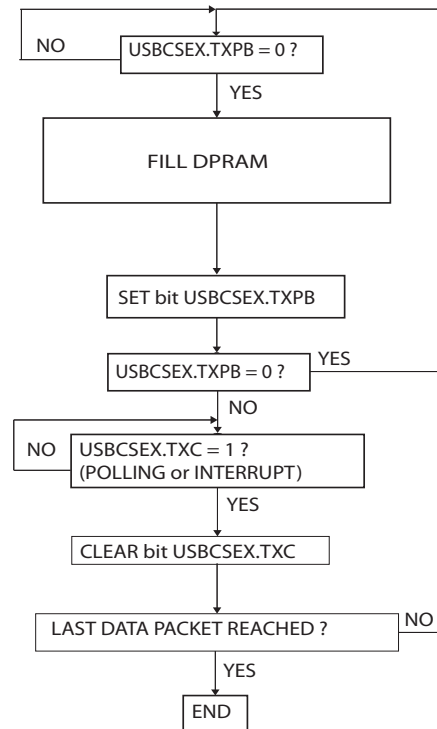 NO
USBCSEX.TXPB = 0 ?
YES
FILL DPRAM
SET bit USBCSEX.TXPB
USBCSEX.TXPB = 0 ?
YES
NO
NO
USBCSEX.TXC = 1 ?
(POLLING or INTERRUPT)
YES
CLEAR bit USBCSEX.TXC
LAST DATA PACKET REACHED ?
NO
YES
END